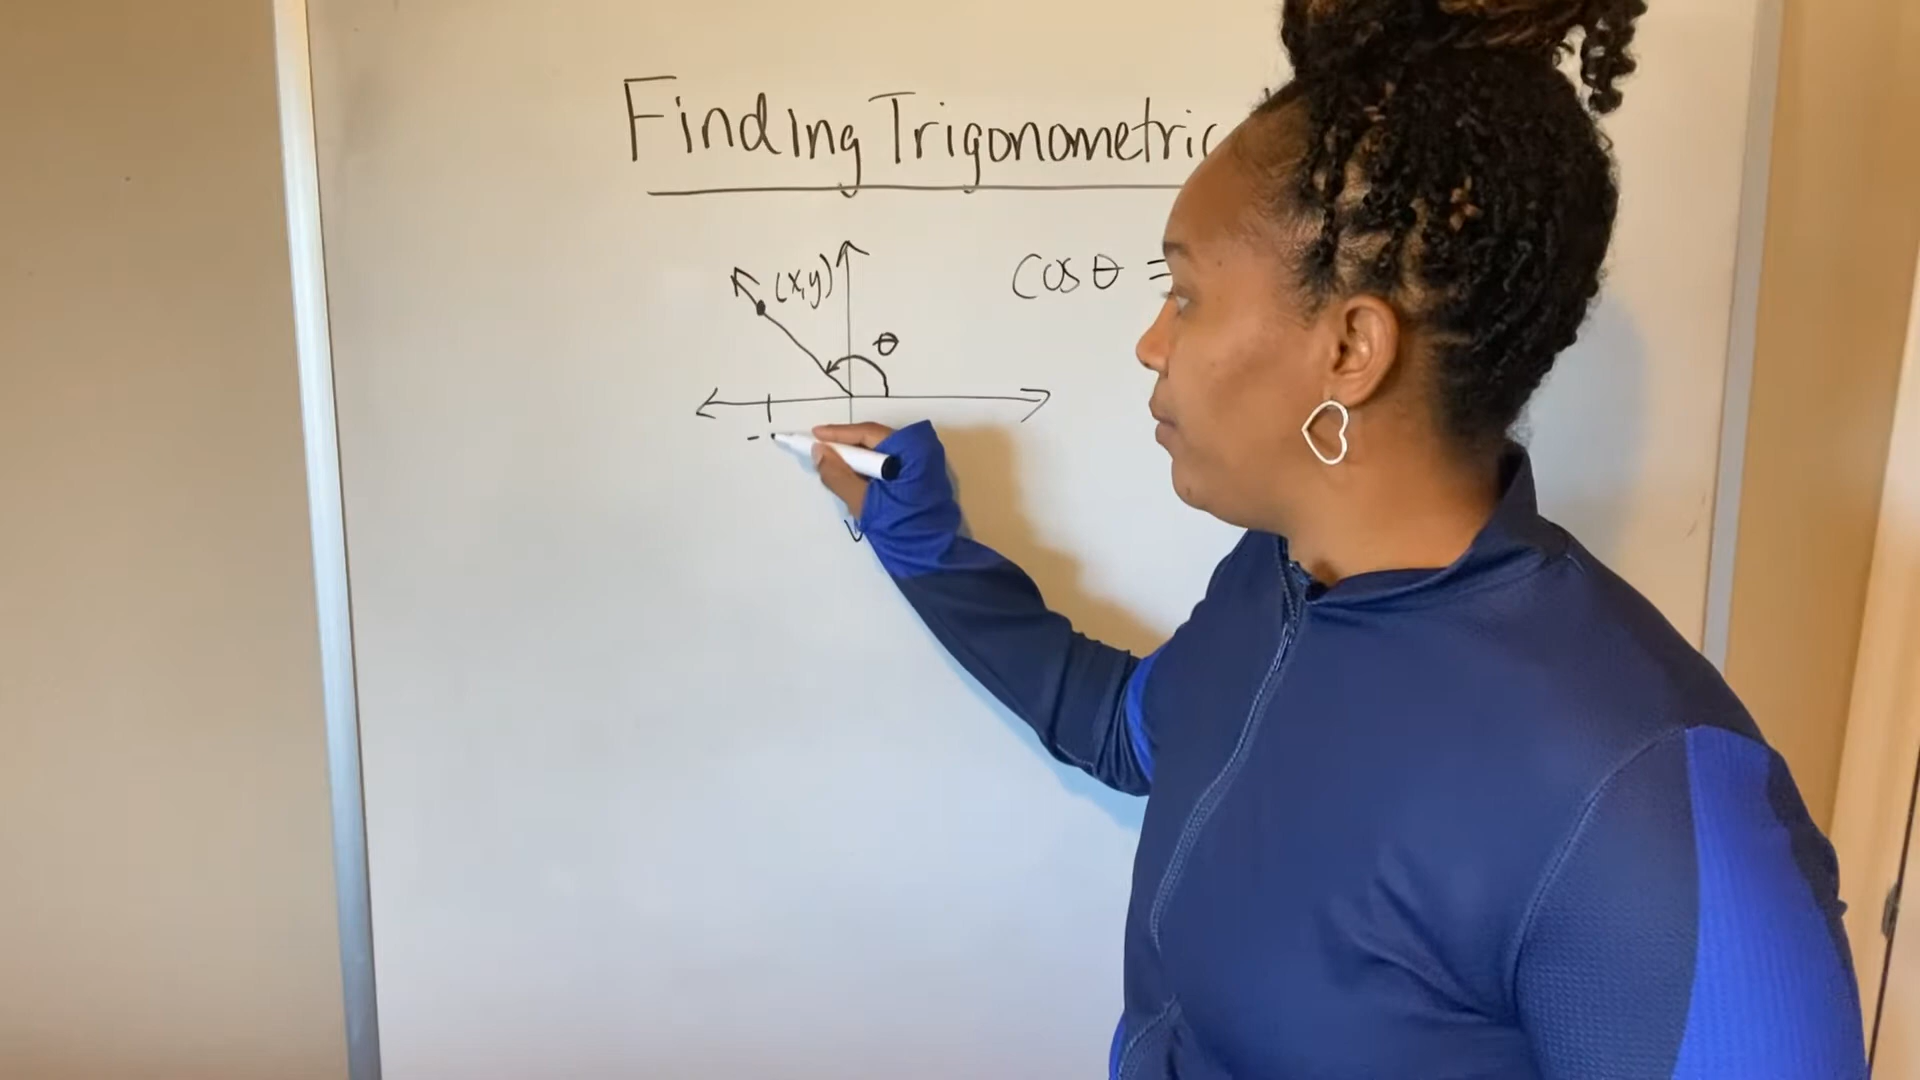 Finding Trigonometric
(x,y)
cos θ =
θ
-